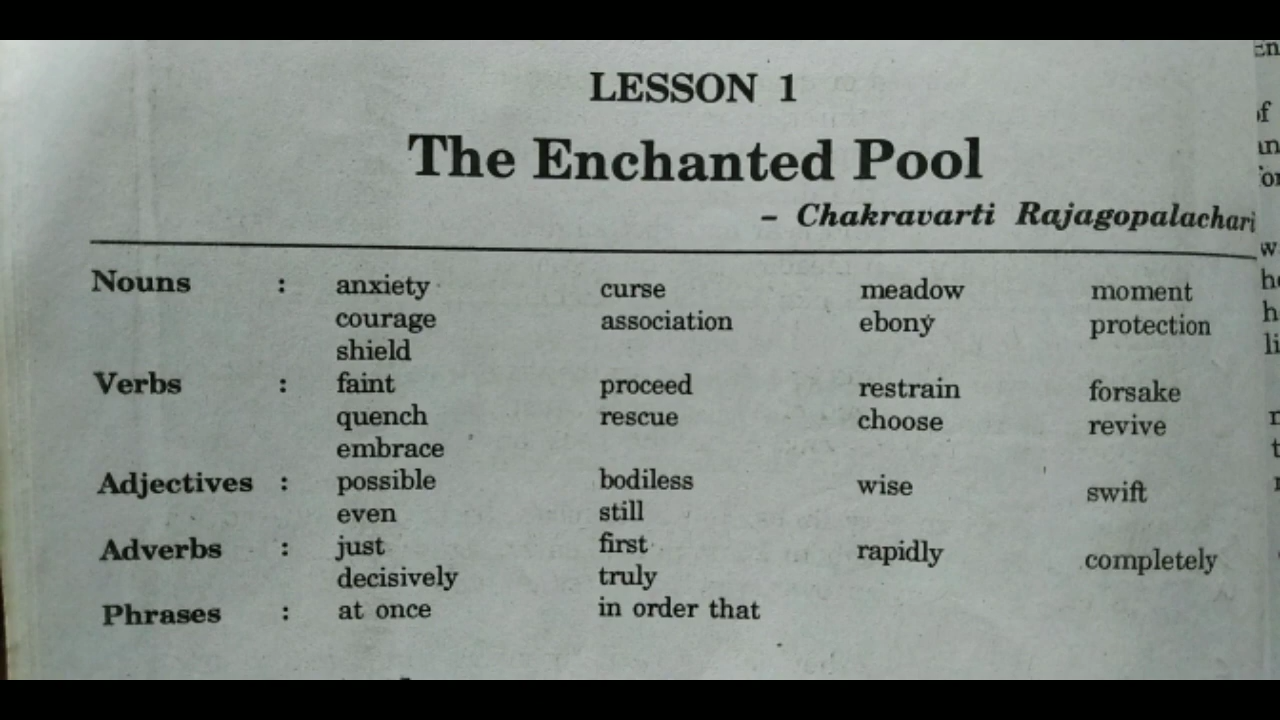 LESSON 1
The Enchanted Pool
– Chakravarti Rajagopalachari
Nouns : anxiety curse meadow moment
courage association ebony protection
shield
Verbs : faint proceed restrain forsake
quench rescue choose revive
embrace
Adjectives : possible bodiless wise swift
even still
Adverbs : just first rapidly completely
decisively truly
Phrases : at once in order that